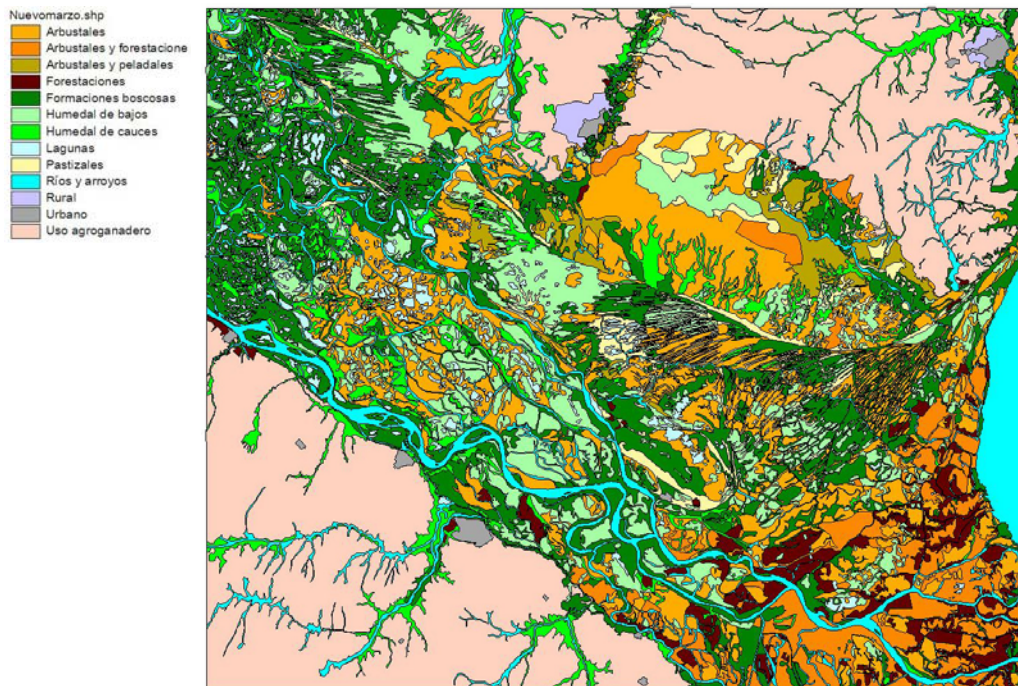 Nuevomarzo.shp
Arbustales
Arbustales y forestacione
Arbustales y peladales
Forestaciones
Formaciones boscosas
Humedal de bajos
Humedal de cauces
Lagunas
Pastizales
Ríos y arroyos
Rural
Urbano
Uso agroganadero